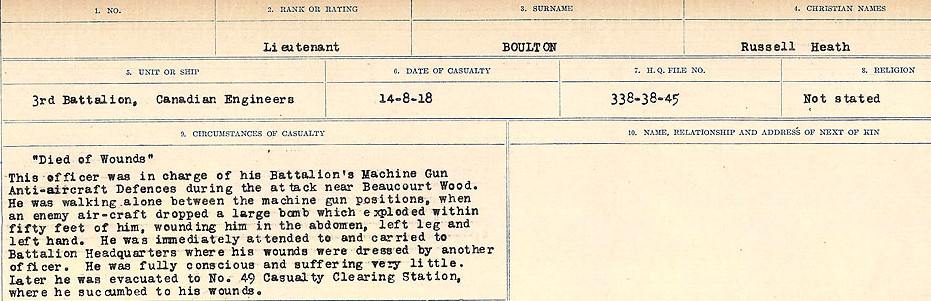 1. NO. 2. RANK OR RATING 3. SURNAME 4. CHRISTIAN NAMES
Lieutenant BOULTON Russell Heath
5. UNIT OR SHIP 6. DATE OF CASUALTY 7. H.Q. FILE NO. 8. RELIGION
3rd Battalion, Canadian Engineers 14-8-18 338-38-45 Not stated
9. CIRCUMSTANCES OF CASUALTY 10. NAME, RELATIONSHIP AND ADDRESS OF NEXT OF KIN
"Died of Wounds"
This officer was in charge of his Battalion's Machine Gun
Anti-aircraft Defences during the attack near Beaucourt Wood.
He was walking alone between the machine gun positions, when
an enemy air-craft dropped a large bomb which exploded within
fifty feet of him, wounding him in the abdomen, left leg and
left hand. He was immediately attended to and carried to
Battalion Headquarters where his wounds were dressed by another
officer. He was fully conscious and suffering very little.
Later he was evacuated to No. 49 Casualty Clearing Station,
where he succumbed to his wounds.